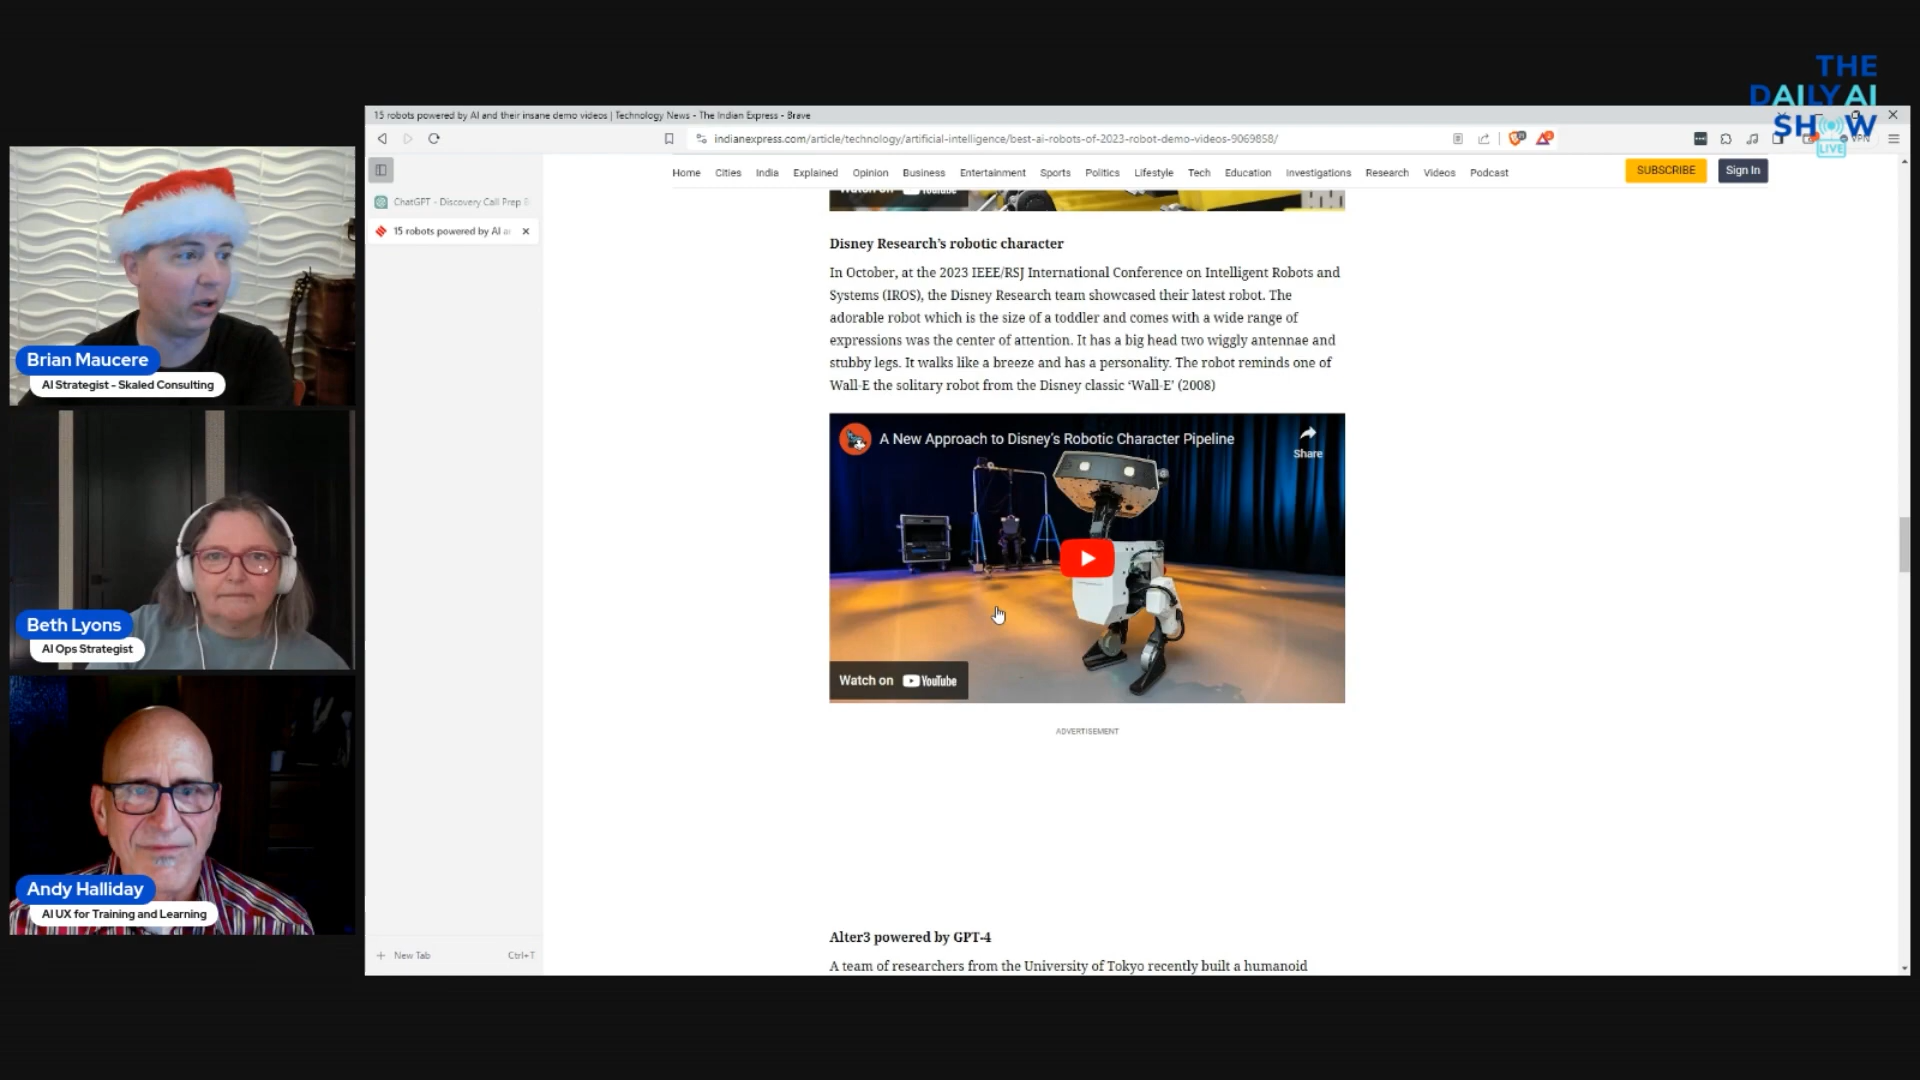 THE
DAILY AI
SHOW
LIVE
15 robots powered by AI and their insane demo videos | Technology News - The Indian Express - Brave
indianexpress.com/article/technology/artificial-intelligence/best-ai-robots-of-2023-robot-demo-videos-9069858/
VPN
Home Cities India Explained Opinion Business Entertainment Sports Politics Lifestyle Tech Education Investigations Research Videos Podcast
SUBSCRIBE
Sign In
ChatGPT - Discovery Call Prep
15 robots powered by AI
Brian Maucere
AI Strategist - Skaled Consulting
Beth Lyons
AI Ops Strategist
Andy Halliday
AI UX for Training and Learning
Disney Research's robotic character
In October, at the 2023 IEEE/RSJ International Conference on Intelligent Robots and
Systems (IROS), the Disney Research team showcased their latest robot. The
adorable robot which is the size of a toddler and comes with a wide range of
expressions was the center of attention. It has a big head two wiggly antennae and
stubby legs. It walks like a breeze and has a personality. The robot reminds one of
Wall-E the solitary robot from the Disney classic ‘Wall-E’ (2008)
A New Approach to Disney's Robotic Character Pipeline
Share
Watch on YouTube
ADVERTISEMENT
Alter3 powered by GPT-4
A team of researchers from the University of Tokyo recently built a humanoid
New Tab Ctrl+T